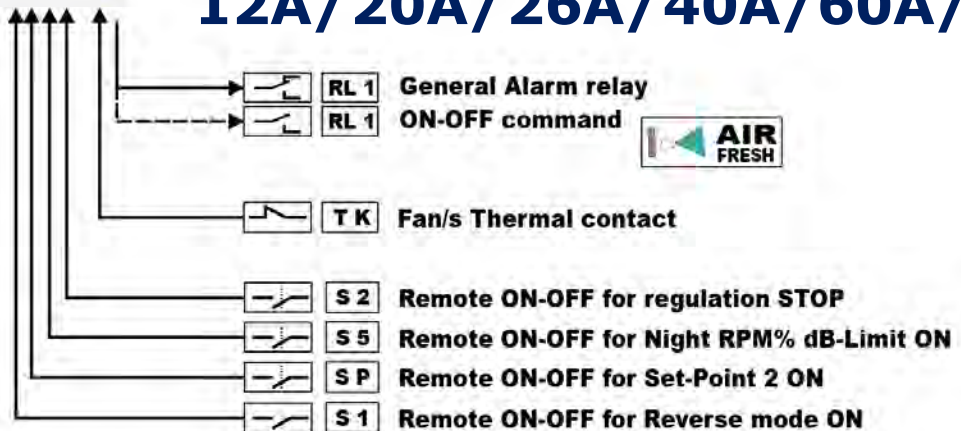 12A/20A/26A/40A/60A/
RL 1 General Alarm relay
RL 1 ON-OFF command
AIR
FRESH
T K Fan/s Thermal contact
S 2 Remote ON-OFF for regulation STOP
S 5 Remote ON-OFF for Night RPM% dB-Limit ON
S P Remote ON-OFF for Set-Point 2 ON
S 1 Remote ON-OFF for Reverse mode ON